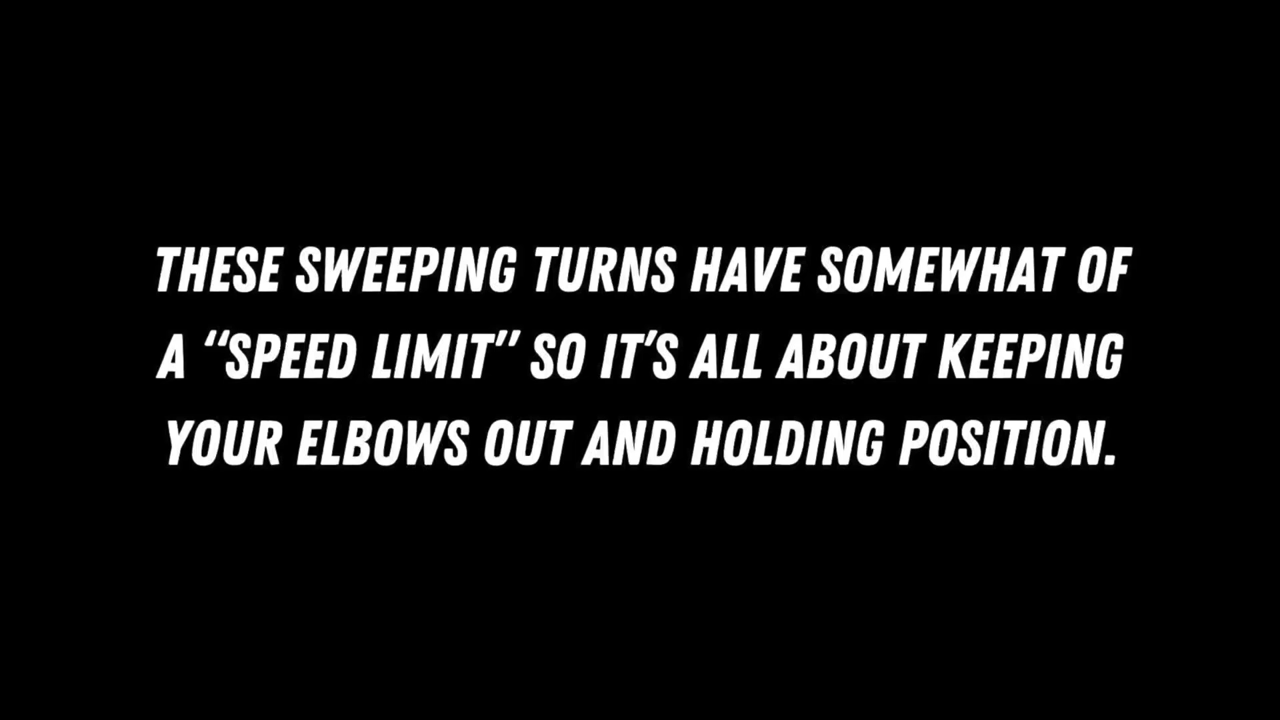 THESE SWEEPING TURNS HAVE SOMEWHAT OF
A “SPEED LIMIT” SO IT’S ALL ABOUT KEEPING
YOUR ELBOWS OUT AND HOLDING POSITION.